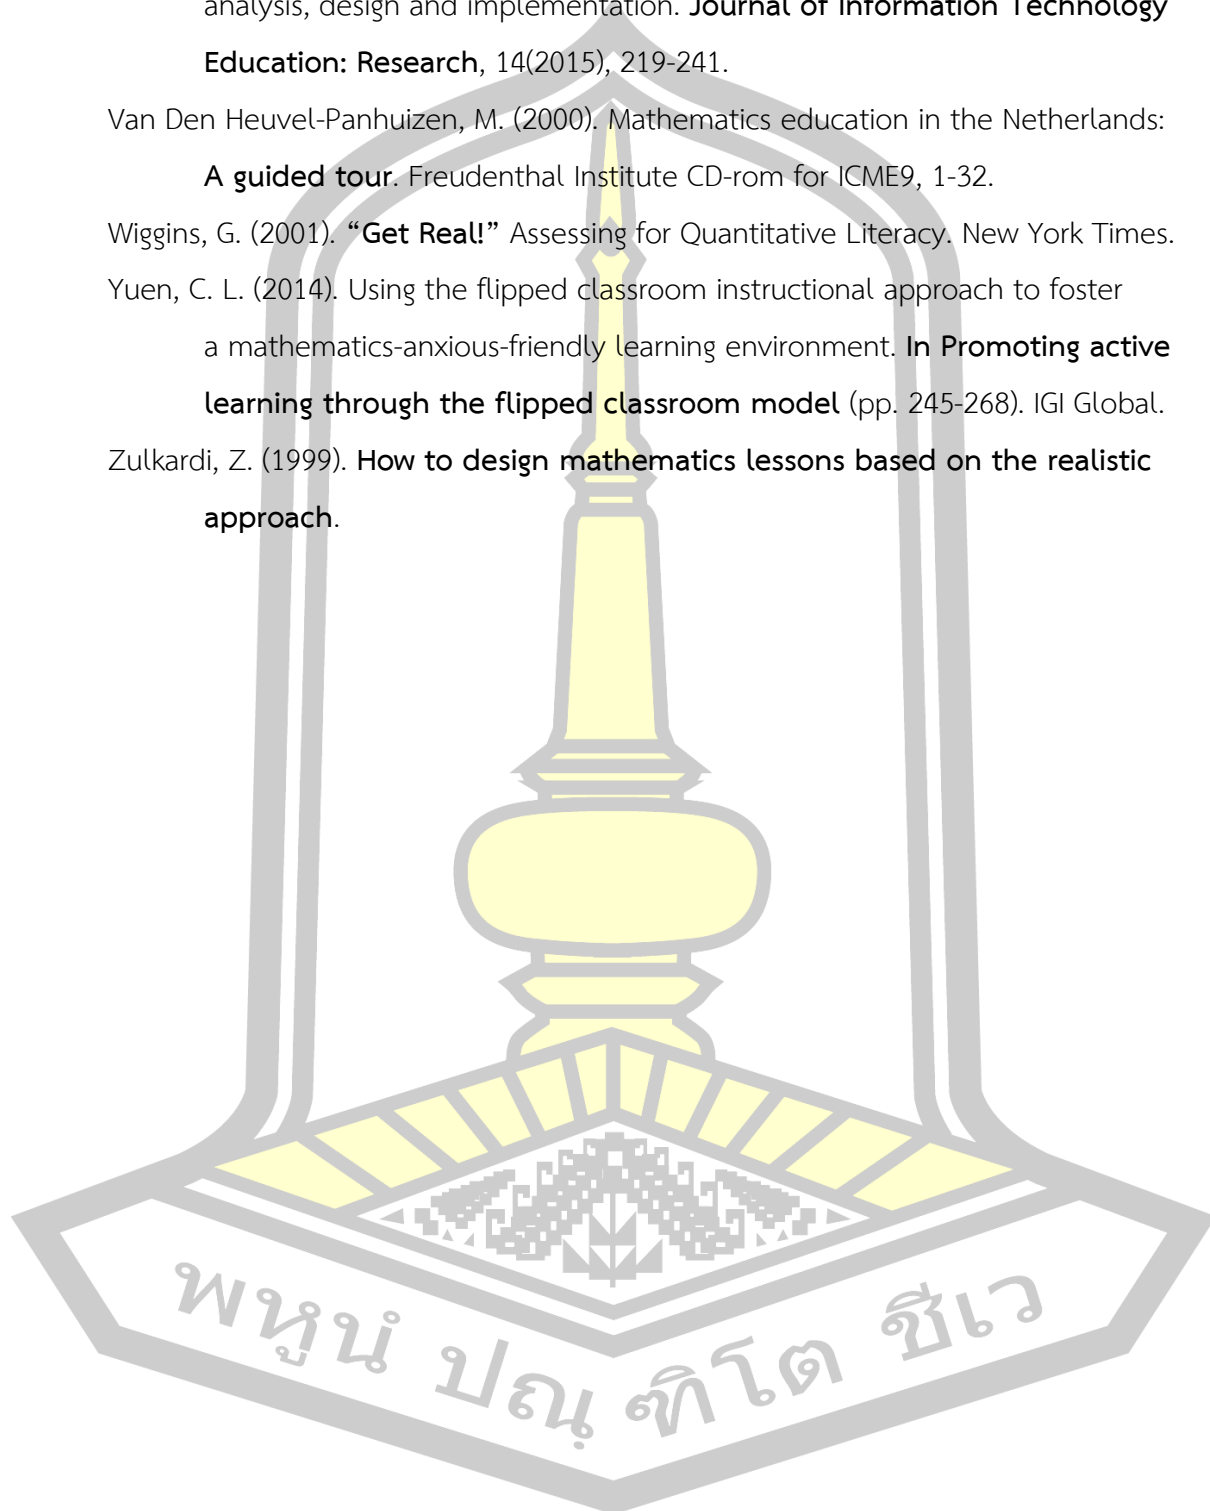 analysis, design and implementation. Journal of Information Technology
Education: Research, 14(2015), 219-241.
Van Den Heuvel-Panhuizen, M. (2000). Mathematics education in the Netherlands:
A guided tour. Freudenthal Institute CD-rom for ICME9, 1-32.
Wiggins, G. (2001). “Get Real!” Assessing for Quantitative Literacy. New York Times.
Yuen, C. L. (2014). Using the flipped classroom instructional approach to foster
a mathematics-anxious-friendly learning environment. In Promoting active
learning through the flipped classroom model (pp. 245-268). IGI Global.
Zulkardi, Z. (1999). How to design mathematics lessons based on the realistic
approach.
พหูนํ ปณฺ ฑิโต ชีเว